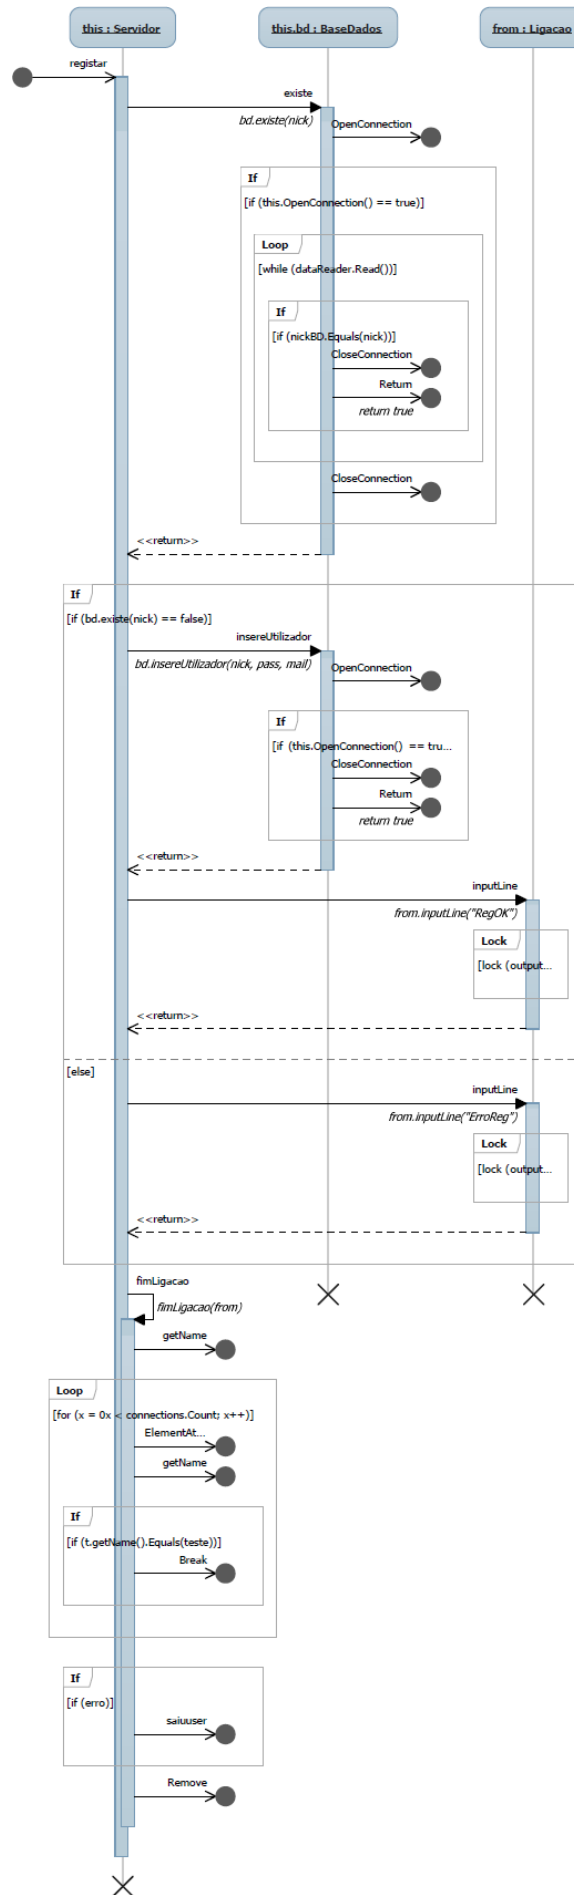 this : Servidor
this.bd : BaseDados
from : Ligacao
registar
existe
bd.existe(nick)
OpenConnection
If
[if (this.OpenConnection() == true)]
Loop
[while (dataReader.Read())]
If
[if (nickBD.Equals(nick))]
CloseConnection
Return
return true
CloseConnection
<<return>>
If
[if (bd.existe(nick) == false)]
insereUtilizador
bd.insereUtilizador(nick, pass, mail)
OpenConnection
If
[if (this.OpenConnection() == tru...
CloseConnection
Return
return true
<<return>>
inputLine
from.inputLine("RegOK")
Lock
[lock (output...
<<return>>
[else]
inputLine
from.inputLine("ErroReg")
Lock
[lock (output...
<<return>>
fimLigacao
fimLigacao(from)
getName
Loop
[for (x = 0x < connections.Count; x++)]
ElementAt...
getName
If
[if (t.getName().Equals(teste))]
Break
If
[if (erro)]
saiuuser
Remove